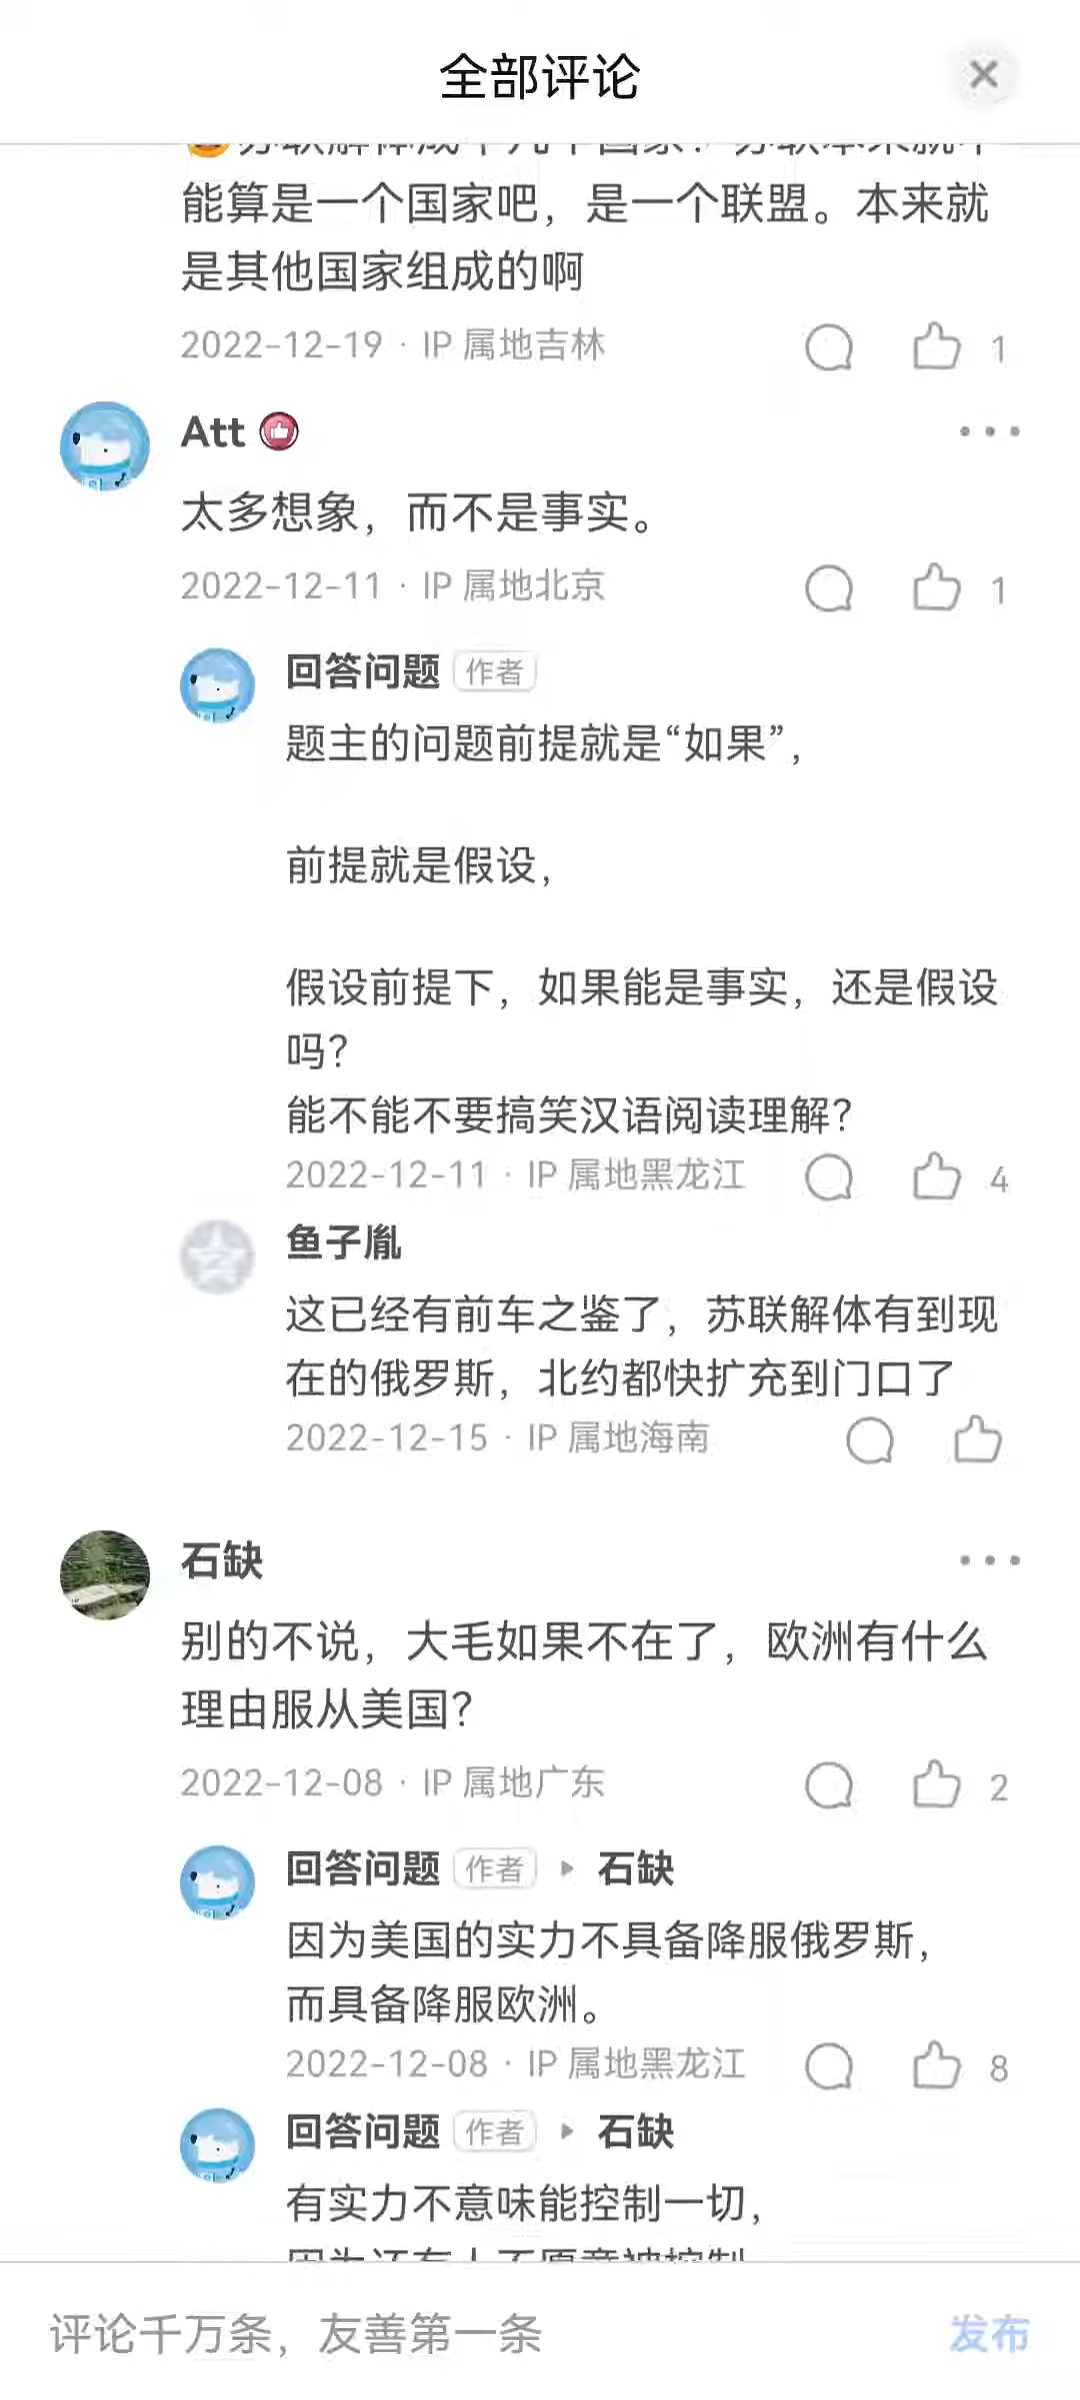 全部评论
能算是一个国家吧，是一个联盟。本来就
是其他国家组成的啊
2022-12-19 · IP 属地吉林
1
Att
太多想象，而不是事实。
2022-12-11 · IP 属地北京
1
回答问题 作者
题主的问题前提就是“如果”，
前提就是假设，
假设前提下，如果能是事实，还是假设
吗？
能不能不要搞笑汉语阅读理解？
2022-12-11 · IP 属地黑龙江
4
鱼子胤
这已经有前车之鉴了，苏联解体有到现
在的俄罗斯，北约都快扩充到门口了
2022-12-15 · IP 属地海南
石缺
别的不说，大毛如果不在了，欧洲有什么
理由服从美国？
2022-12-08 · IP 属地广东
2
回答问题 作者 ▸ 石缺
因为美国的实力不具备降服俄罗斯，
而具备降服欧洲。
2022-12-08 · IP 属地黑龙江
8
回答问题 作者 ▸ 石缺
有实力不意味能控制一切，
评论千万条，友善第一条
发布